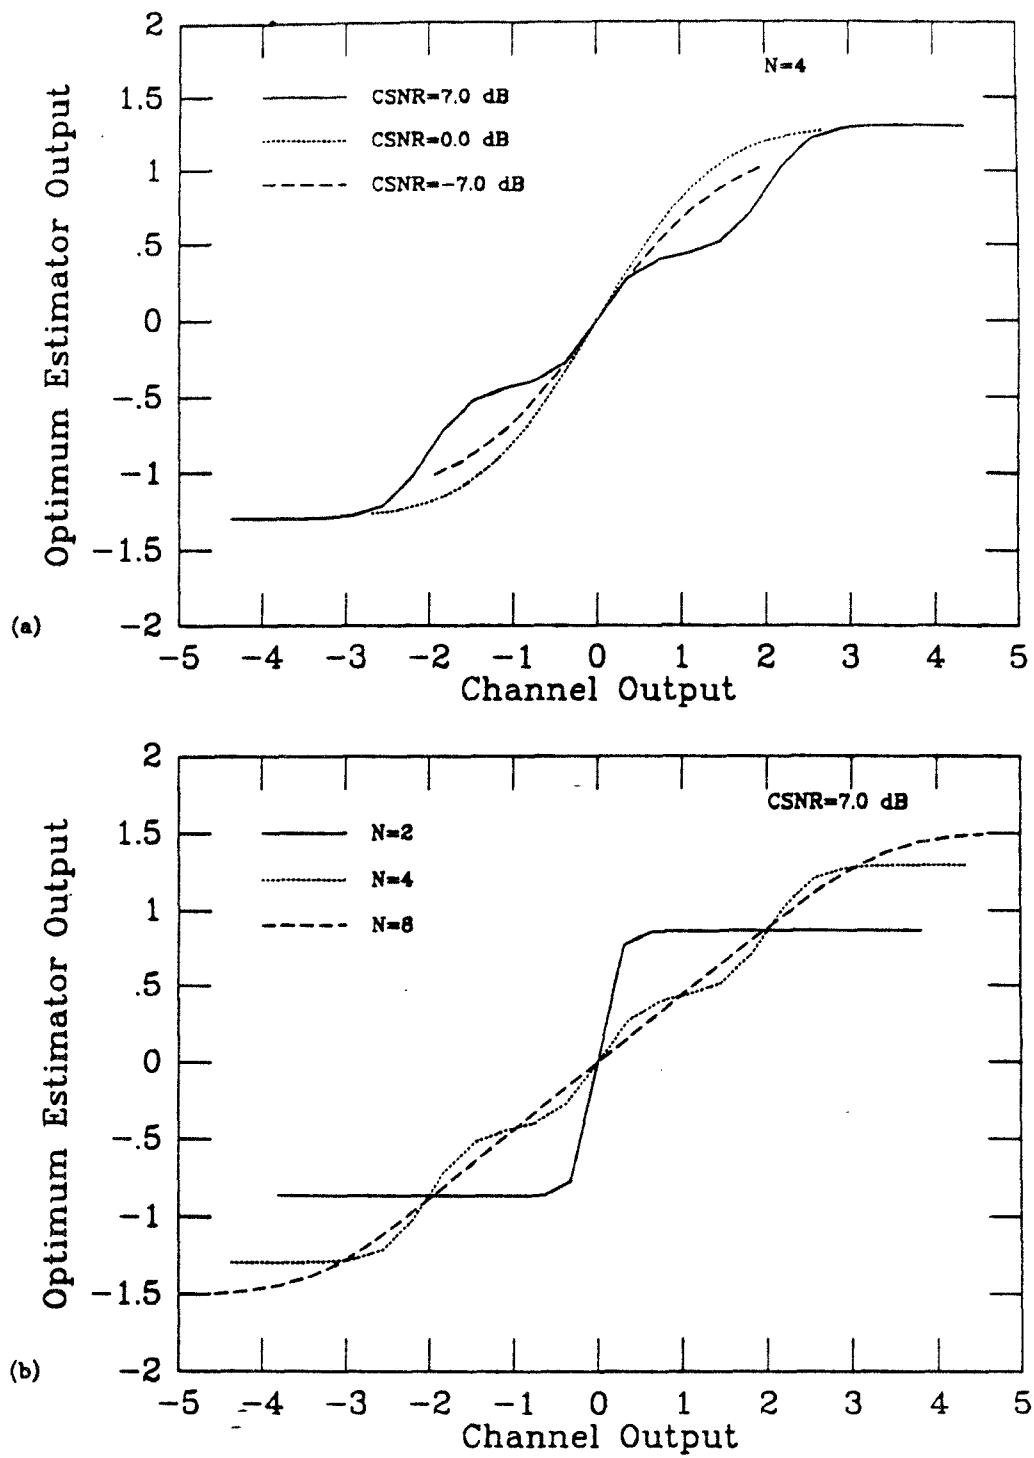 2
1.5
1
.5
0
−.5
−1
−1.5
−2
Optimum Estimator Output
N=4
CSNR=7.0 dB
CSNR=0.0 dB
CSNR=−7.0 dB
(a)
−5 −4 −3 −2 −1 0 1 2 3 4 5
Channel Output
2
1.5
1
.5
0
−.5
−1
−1.5
−2
Optimum Estimator Output
CSNR=7.0 dB
N=2
N=4
N=8
(b)
−5 −4 −3 −2 −1 0 1 2 3 4 5
Channel Output